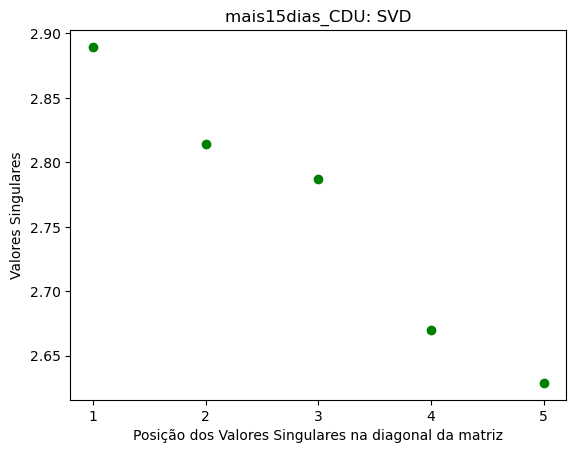 mais15dias_CDU: SVD
Valores Singulares
2.90
2.85
2.80
2.75
2.70
2.65
1 2 3 4 5
Posição dos Valores Singulares na diagonal da matriz